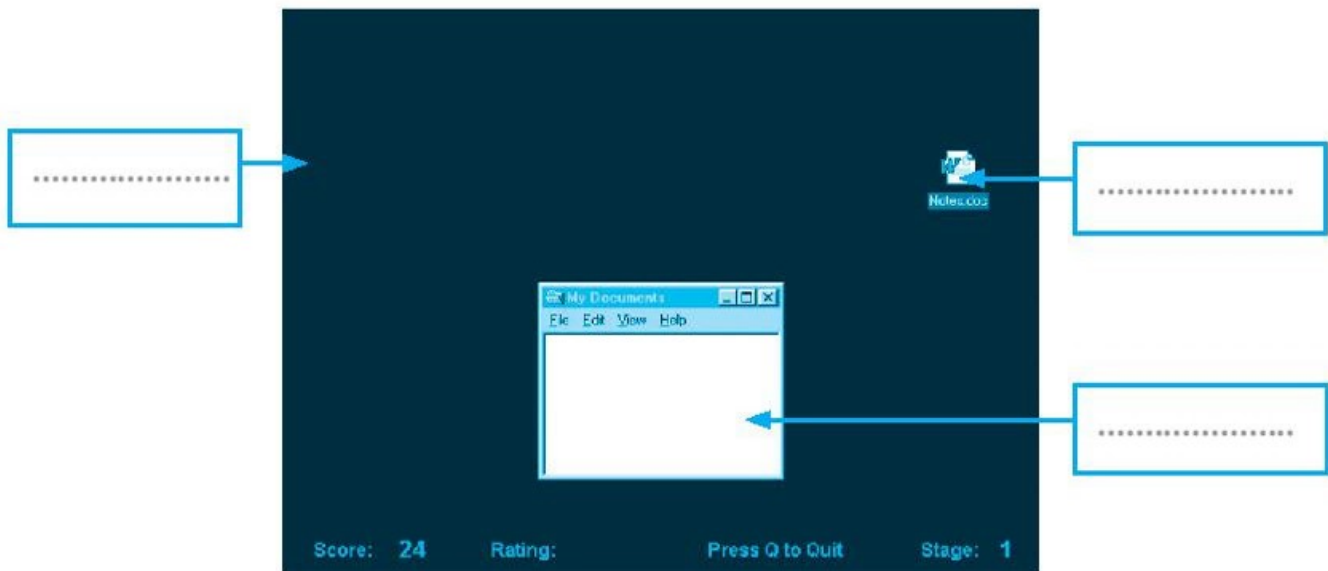 Notes.doc
My Documents
File Edit View Help
Score: 24 Rating: Press Q to Quit Stage: 1